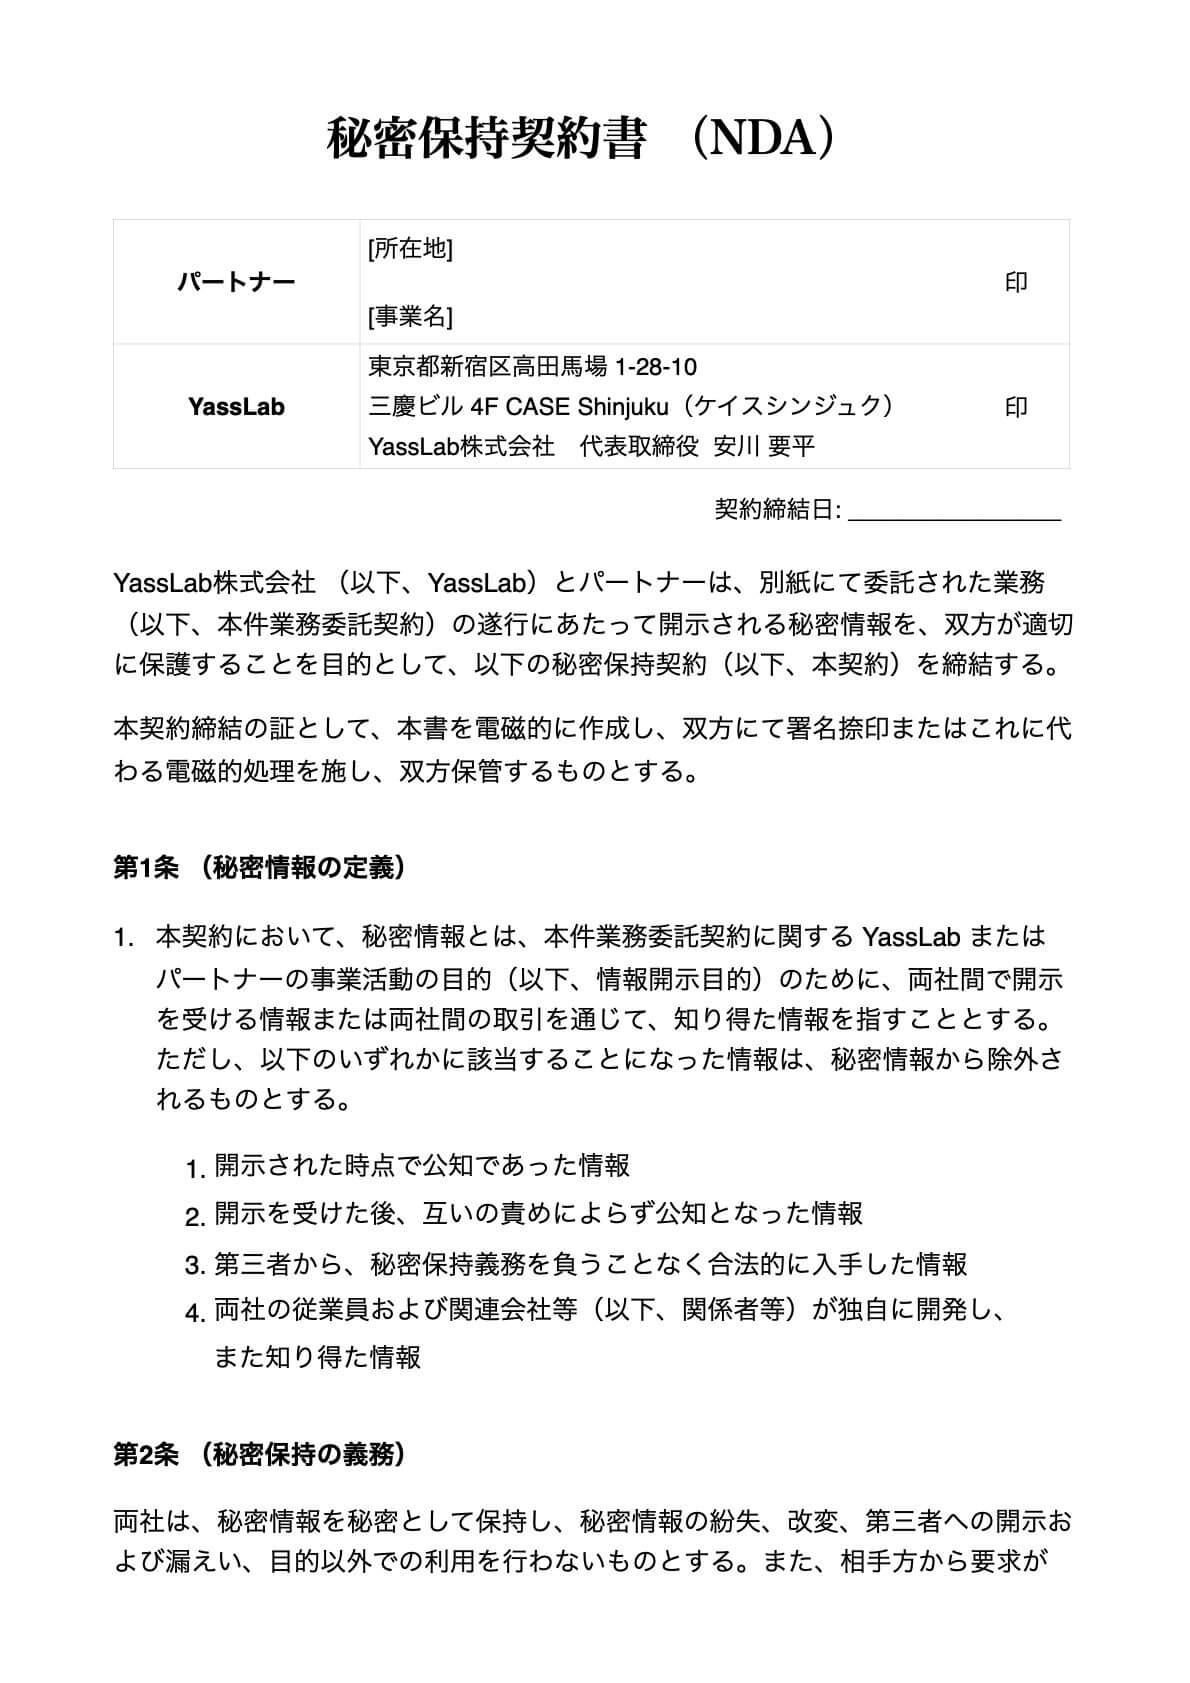 秘密保持契約書 （NDA）
パートナー
[所在地]
[事業名]
印
YassLab
東京都新宿区高田馬場 1-28-10
三慶ビル 4F CASE Shinjuku（ケイスシンジュク）
YassLab株式会社　代表取締役 安川 要平
印
契約締結日: ________________
YassLab株式会社 （以下、YassLab）とパートナーは、別紙にて委託された業務
（以下、本件業務委託契約）の遂行にあたって開示される秘密情報を、双方が適切
に保護することを目的として、以下の秘密保持契約（以下、本契約）を締結する。
本契約締結の証として、本書を電磁的に作成し、双方にて署名捺印またはこれに代
わる電磁的処理を施し、双方保管するものとする。
第1条 （秘密情報の定義）
1. 本契約において、秘密情報とは、本件業務委託契約に関する YassLab または
パートナーの事業活動の目的（以下、情報開示目的）のために、両社間で開示
を受ける情報または両社間の取引を通じて、知り得た情報を指すこととする。
ただし、以下のいずれかに該当することになった情報は、秘密情報から除外さ
れるものとする。
1. 開示された時点で公知であった情報
2. 開示を受けた後、互いの責めによらず公知となった情報
3. 第三者から、秘密保持義務を負うことなく合法的に入手した情報
4. 両社の従業員および関連会社等（以下、関係者等）が独自に開発し、
また知り得た情報
第2条 （秘密保持の義務）
両社は、秘密情報を秘密として保持し、秘密情報の紛失、改変、第三者への開示お
よび漏えい、目的以外での利用を行わないものとする。また、相手方から要求が